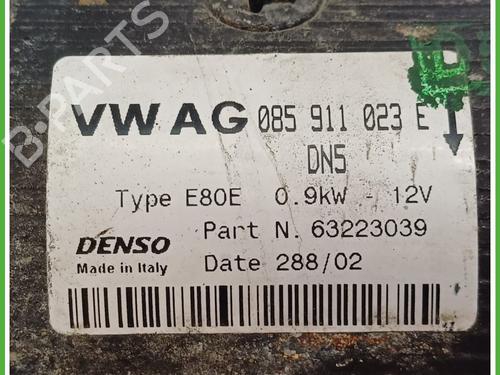 VW AG 085 911 023 E
DN5
Type E80E 0.9kW - 12V
DENSO Part N. 63223039
Made in Italy Date 288/02
B-PARTS